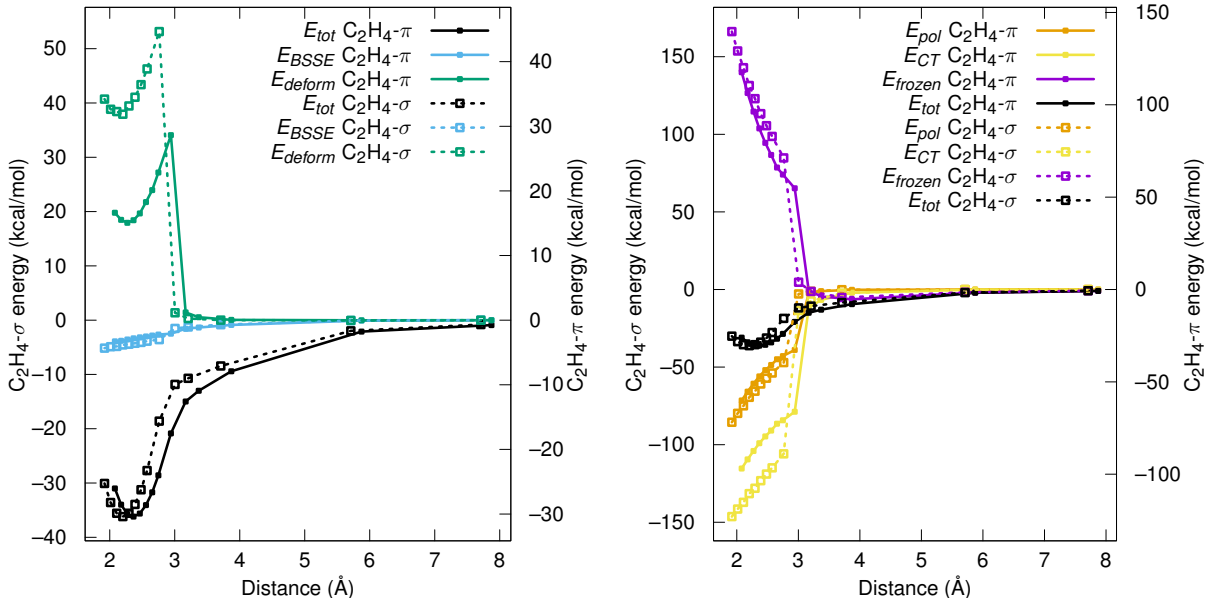 E_tot C₂H₄-π
E_BSSE C₂H₄-π
E_deform C₂H₄-π
E_tot C₂H₄-σ
E_BSSE C₂H₄-σ
E_deform C₂H₄-σ
50
40
30
20
10
0
−10
−20
−30
−40
C₂H₄-σ energy (kcal/mol)
2
3
4
5
6
7
8
Distance (Å)
40
30
20
10
0
−10
−20
−30
C₂H₄-π energy (kcal/mol)
E_pol C₂H₄-π
E_CT C₂H₄-π
E_frozen C₂H₄-π
E_tot C₂H₄-π
E_pol C₂H₄-σ
E_CT C₂H₄-σ
E_frozen C₂H₄-σ
E_tot C₂H₄-σ
150
100
50
0
−50
−100
−150
C₂H₄-σ energy (kcal/mol)
2
3
4
5
6
7
8
Distance (Å)
150
100
50
0
−50
−100
C₂H₄-π energy (kcal/mol)